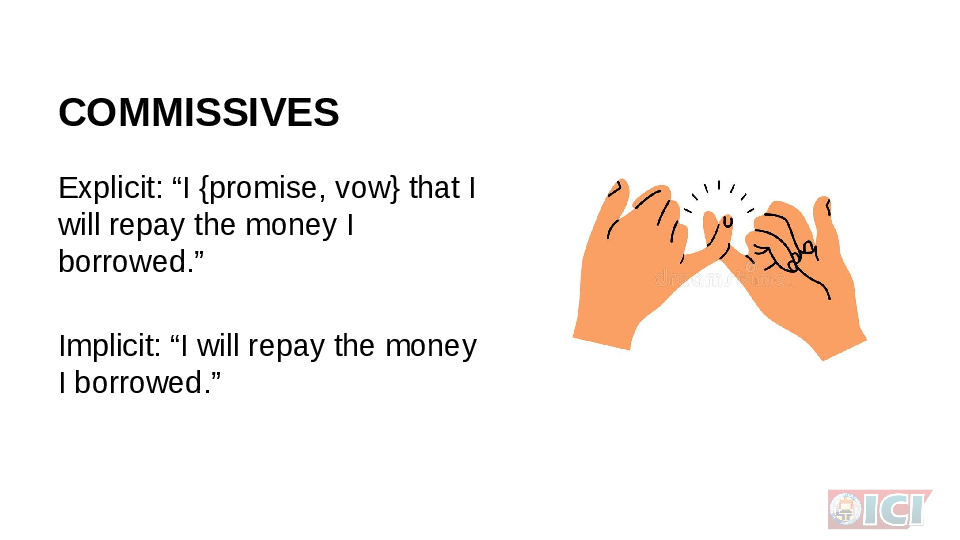 COMMISSIVES
Explicit: “I {promise, vow} that I
will repay the money I
borrowed.”
Implicit: “I will repay the money
I borrowed.”
dreamstime
ICI